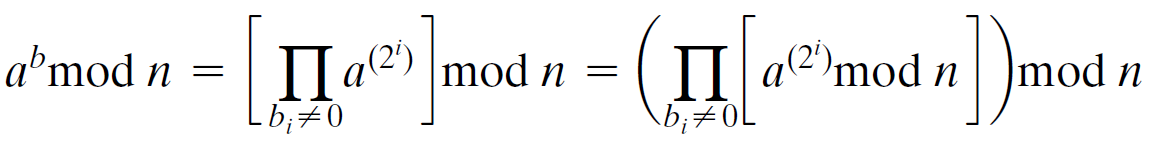 a^b mod n = [∏_{b_i≠0} a^{(2^i)}] mod n = (∏_{b_i≠0} [a^{(2^i)} mod n]) mod n